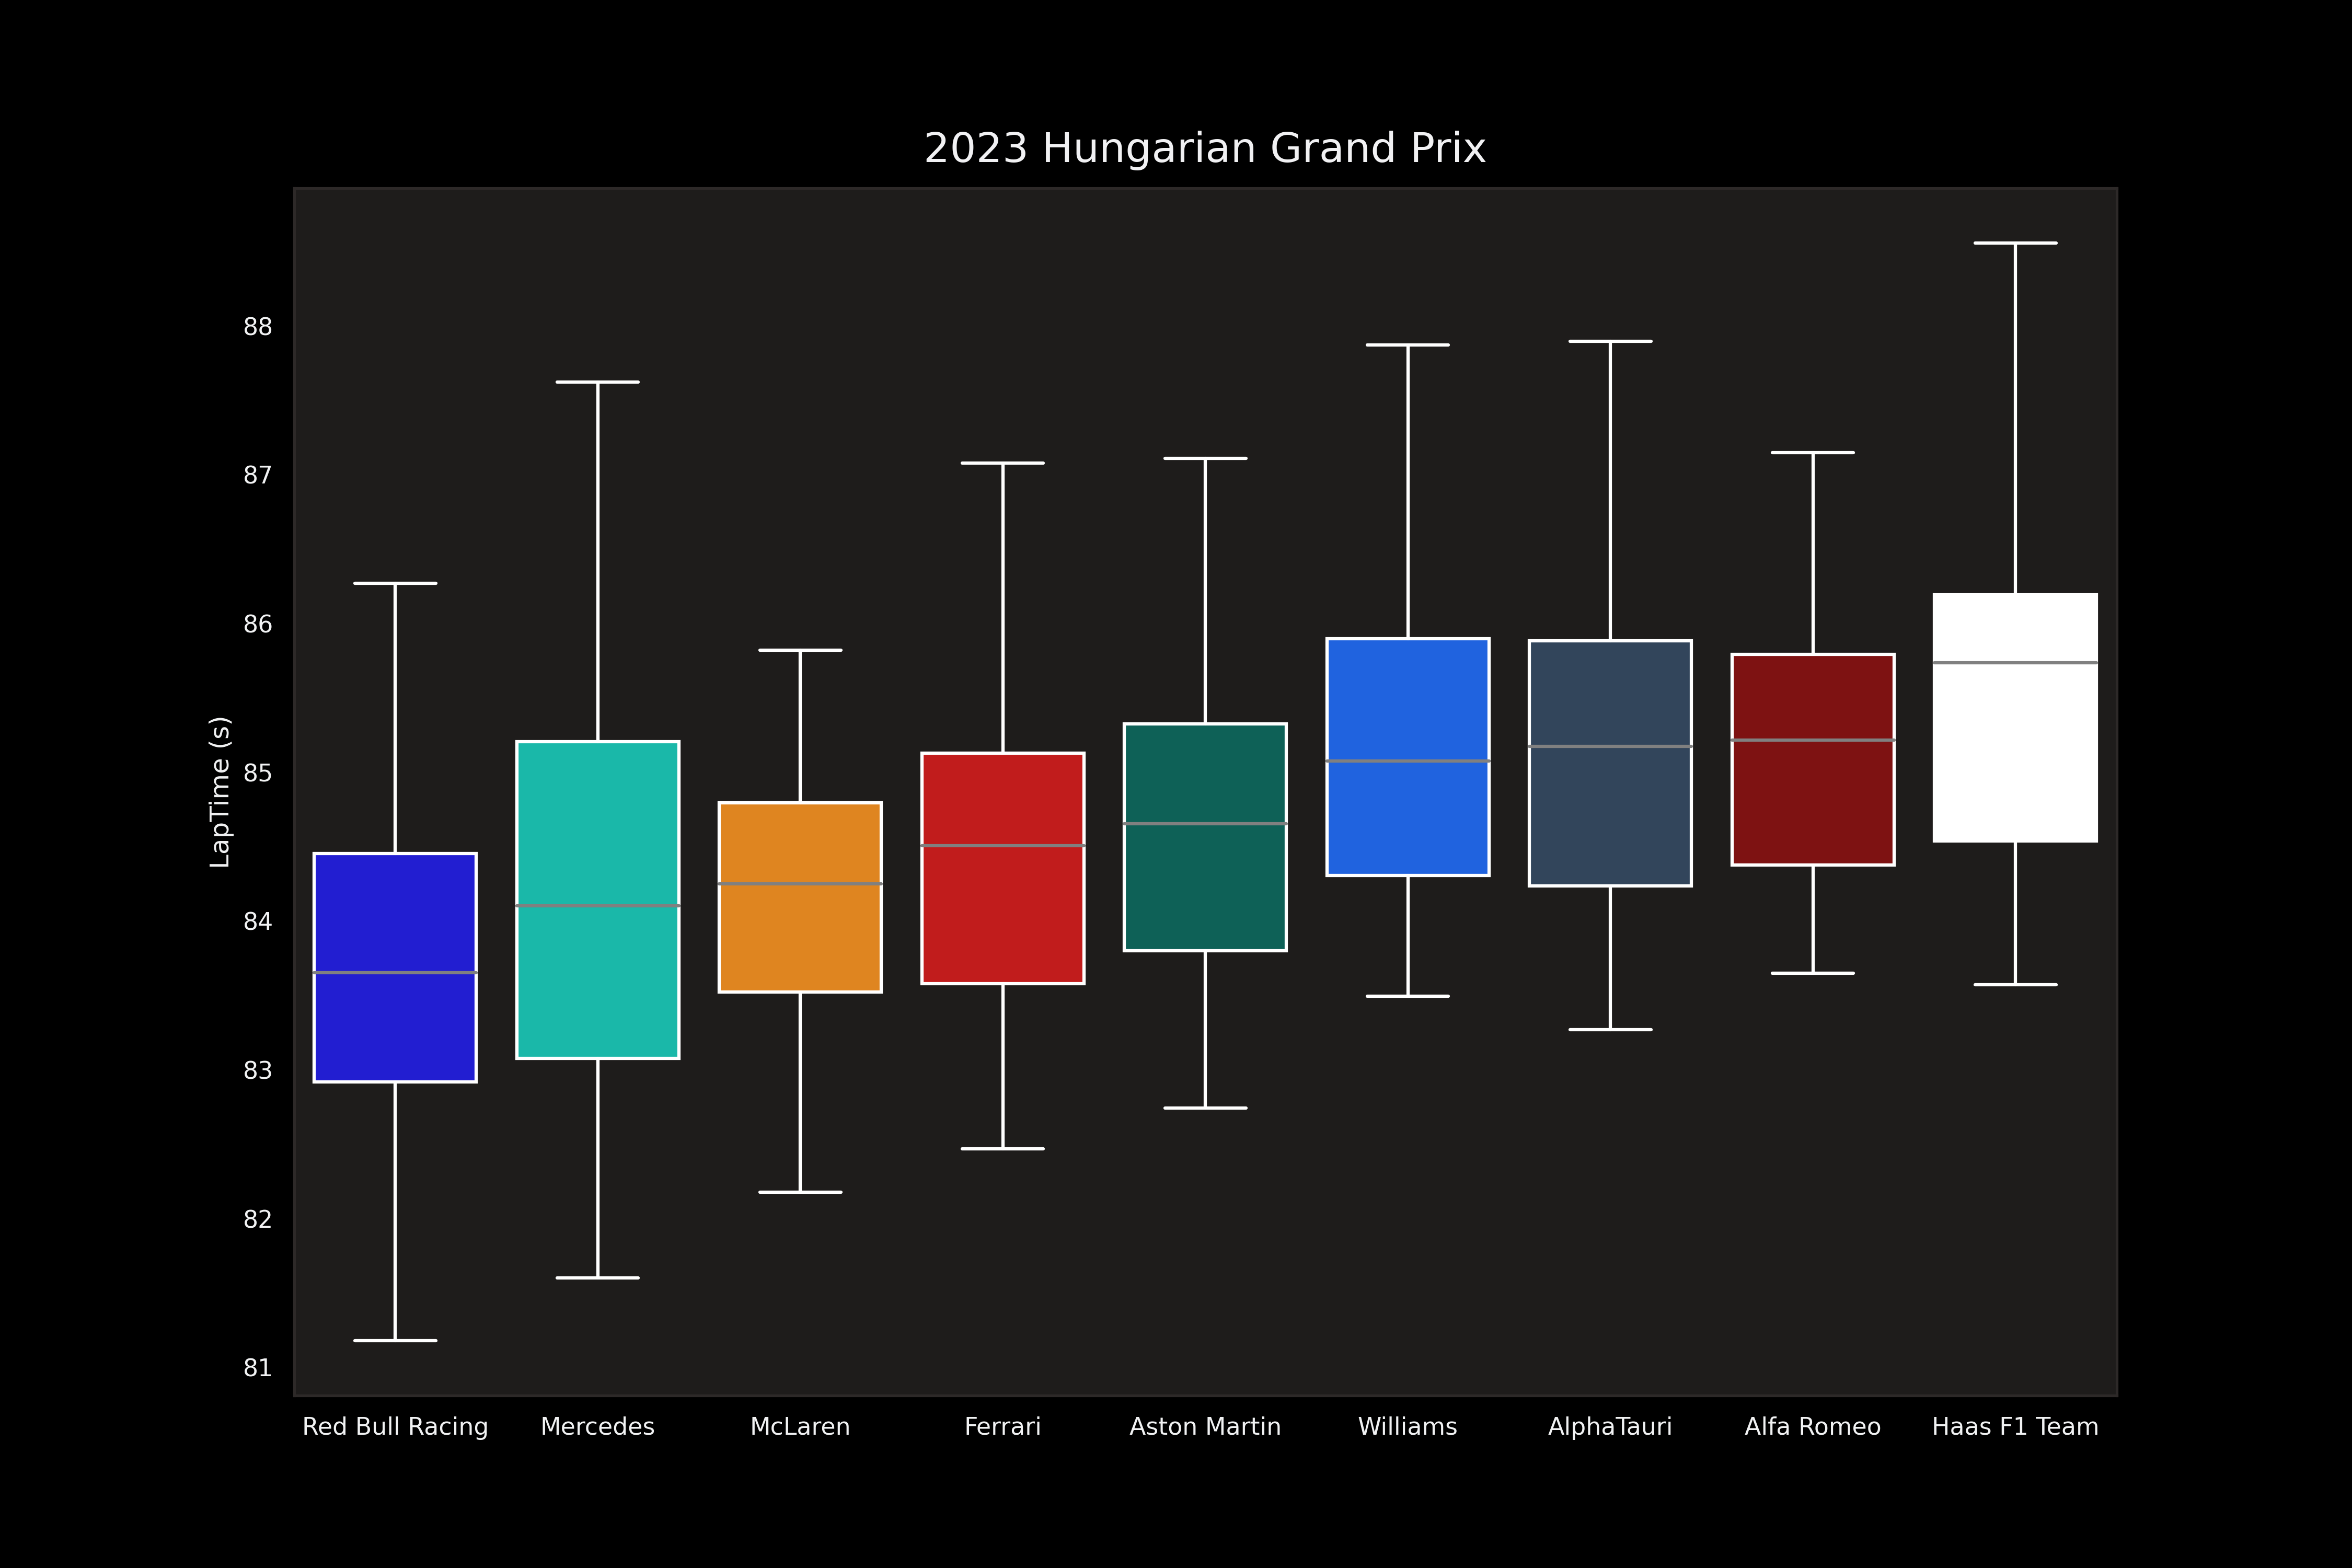 2023 Hungarian Grand Prix
LapTime (s)
88
87
86
85
84
83
82
81
Red Bull Racing
Mercedes
McLaren
Ferrari
Aston Martin
Williams
AlphaTauri
Alfa Romeo
Haas F1 Team